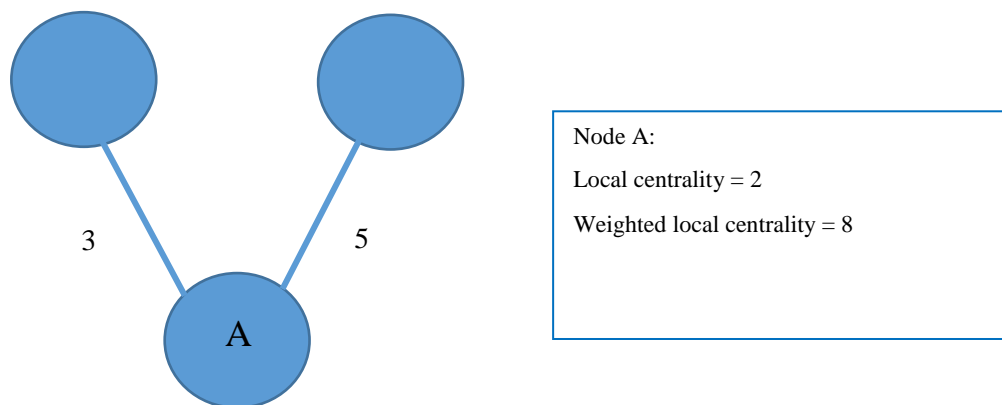 Node A:
Local centrality = 2
Weighted local centrality = 8
3
5
A